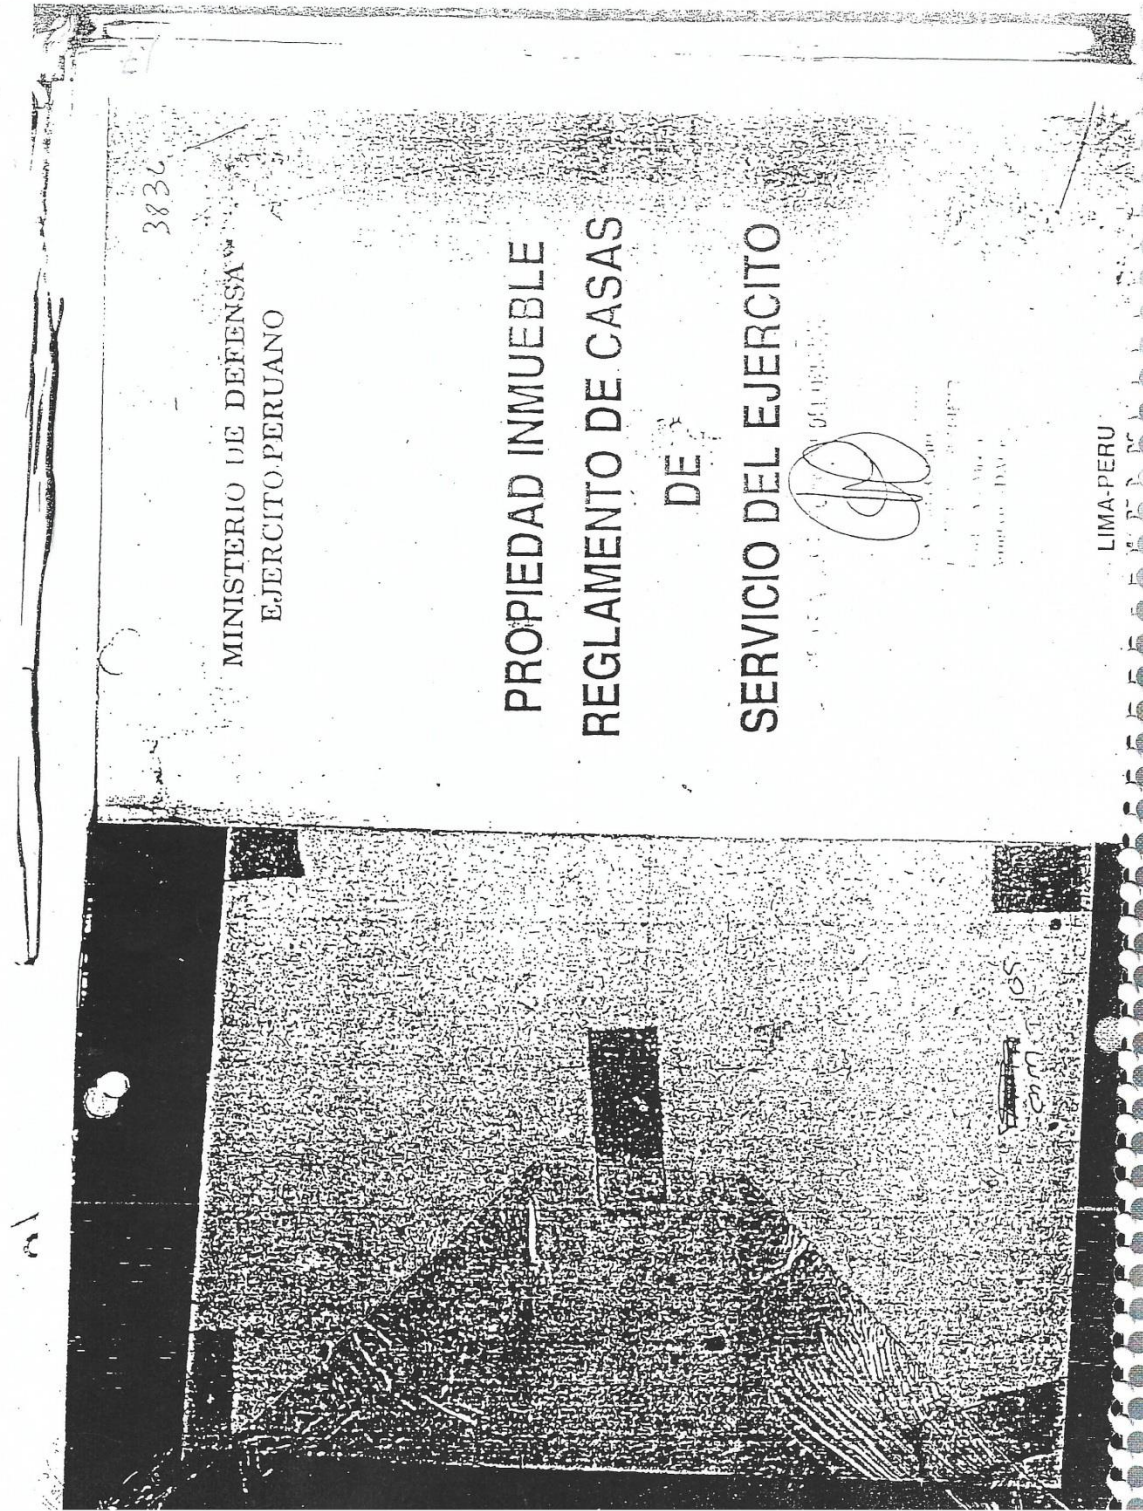 3836
MINISTERIO DE DEFENSA
EJERCITO PERUANO
PROPIEDAD INMUEBLE
REGLAMENTO DE CASAS
DE
SERVICIO DEL EJERCITO
LIMA-PERU